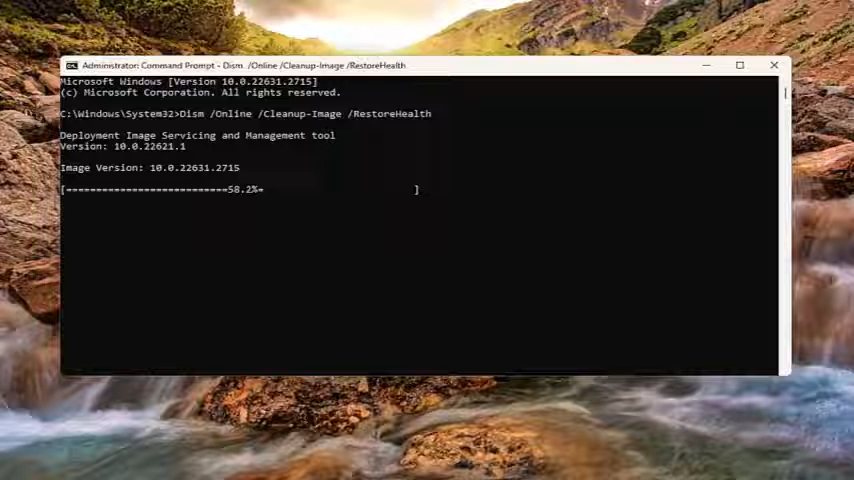 Administrator: Command Prompt - Dism /Online /Cleanup-Image /RestoreHealth
Microsoft Windows [Version 10.0.22631.2715]
(c) Microsoft Corporation. All rights reserved.
C:\Windows\System32>Dism /Online /Cleanup-Image /RestoreHealth
Deployment Image Servicing and Management tool
Version: 10.0.22621.1
Image Version: 10.0.22631.2715
[===========================58.2%=                          ]